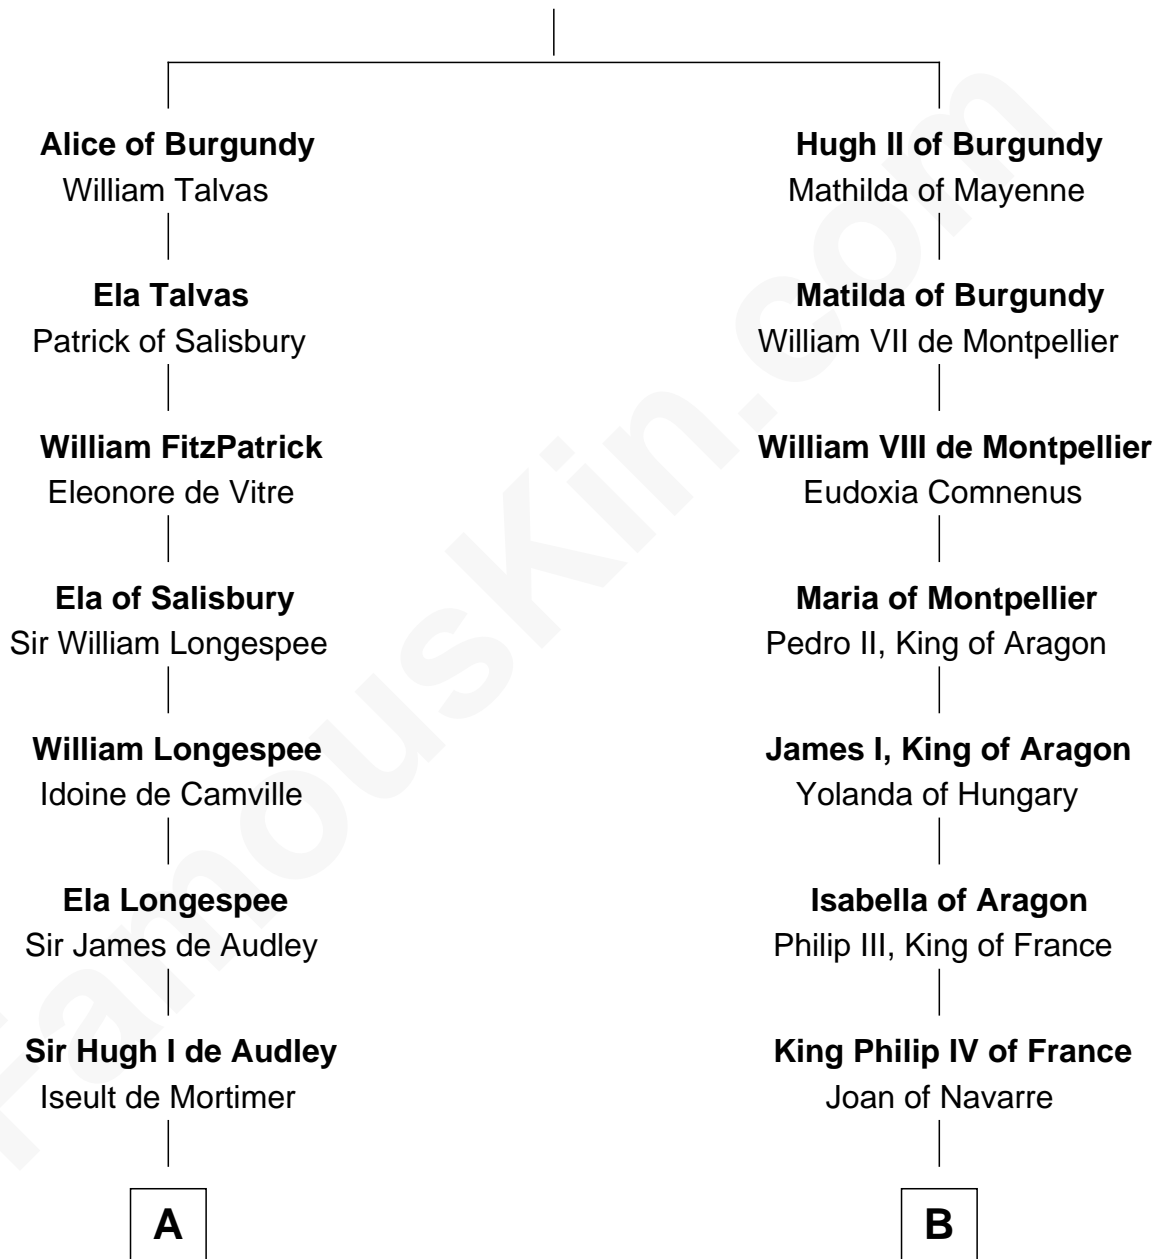 Alice of Burgundy
William Talvas
Ela Talvas
Patrick of Salisbury
William FitzPatrick
Eleonore de Vitre
Ela of Salisbury
Sir William Longespee
William Longespee
Idoine de Camville
Ela Longespee
Sir James de Audley
Sir Hugh I de Audley
Iseult de Mortimer
A
Hugh II of Burgundy
Mathilda of Mayenne
Matilda of Burgundy
William VII de Montpellier
William VIII de Montpellier
Eudoxia Comnenus
Maria of Montpellier
Pedro II, King of Aragon
James I, King of Aragon
Yolanda of Hungary
Isabella of Aragon
Philip III, King of France
King Philip IV of France
Joan of Navarre
B
FamousKin.com